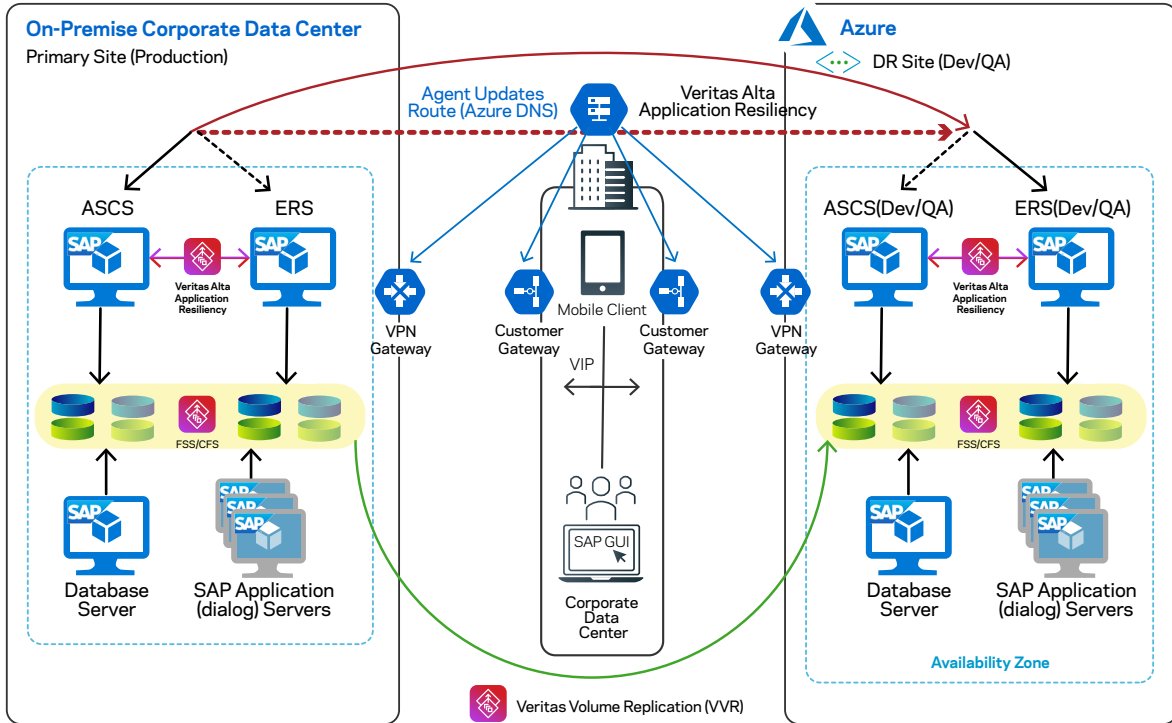 On-Premise Corporate Data Center
Primary Site (Production)
Azure
DR Site (Dev/QA)
Agent Updates
Route (Azure DNS)
Veritas Alta
Application Resiliency
ASCS
ERS
SAP
SAP
Veritas Alta
Application
Resiliency
ASCS(Dev/QA)
ERS(Dev/QA)
SAP
SAP
Veritas Alta
Application
Resiliency
VPN
Gateway
Customer
Gateway
Mobile Client
Customer
Gateway
VPN
Gateway
VIP
FSS/CFS
FSS/CFS
SAP
SAP
SAP
SAP
Database
Server
SAP Application
(dialog) Servers
SAP GUI
Corporate
Data
Center
SAP
SAP
SAP
SAP
Database
Server
SAP Application
(dialog) Servers
Availability Zone
Veritas Volume Replication (VVR)